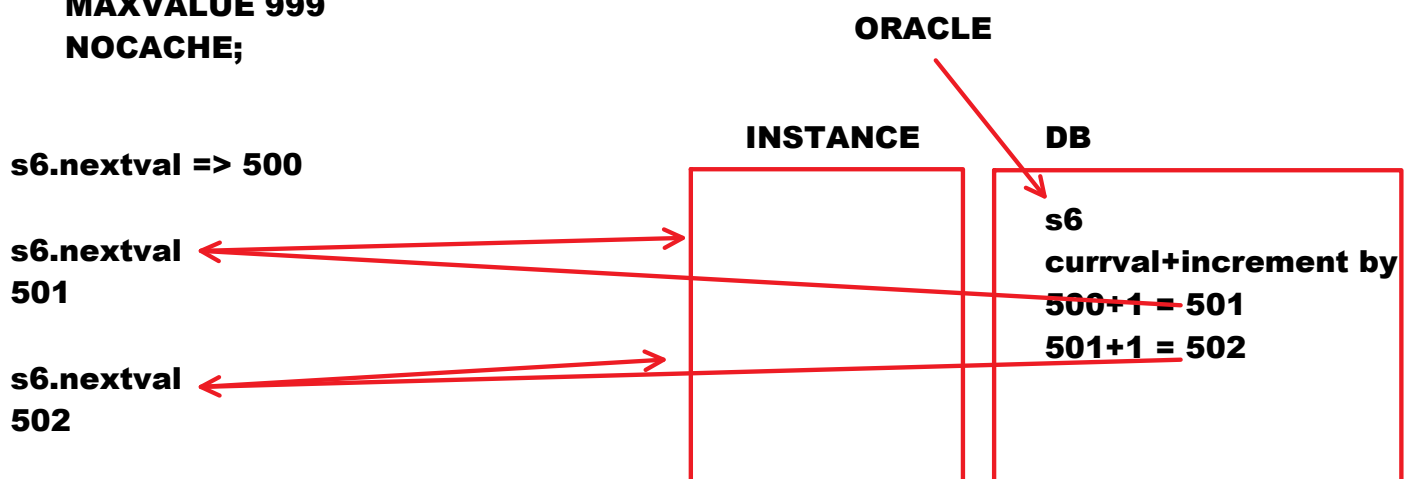 MAXVALUE 999
NOCACHE;
ORACLE
INSTANCE
DB
s6.nextval => 500
s6.nextval
501
s6.nextval
502
s6
currval+increment by
500+1 = 501
501+1 = 502